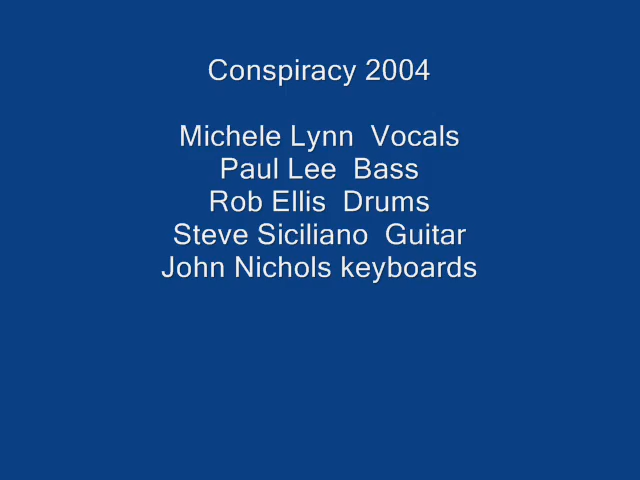 Conspiracy 2004
Michele Lynn  Vocals
Paul Lee  Bass
Rob Ellis  Drums
Steve Siciliano  Guitar
John Nichols keyboards